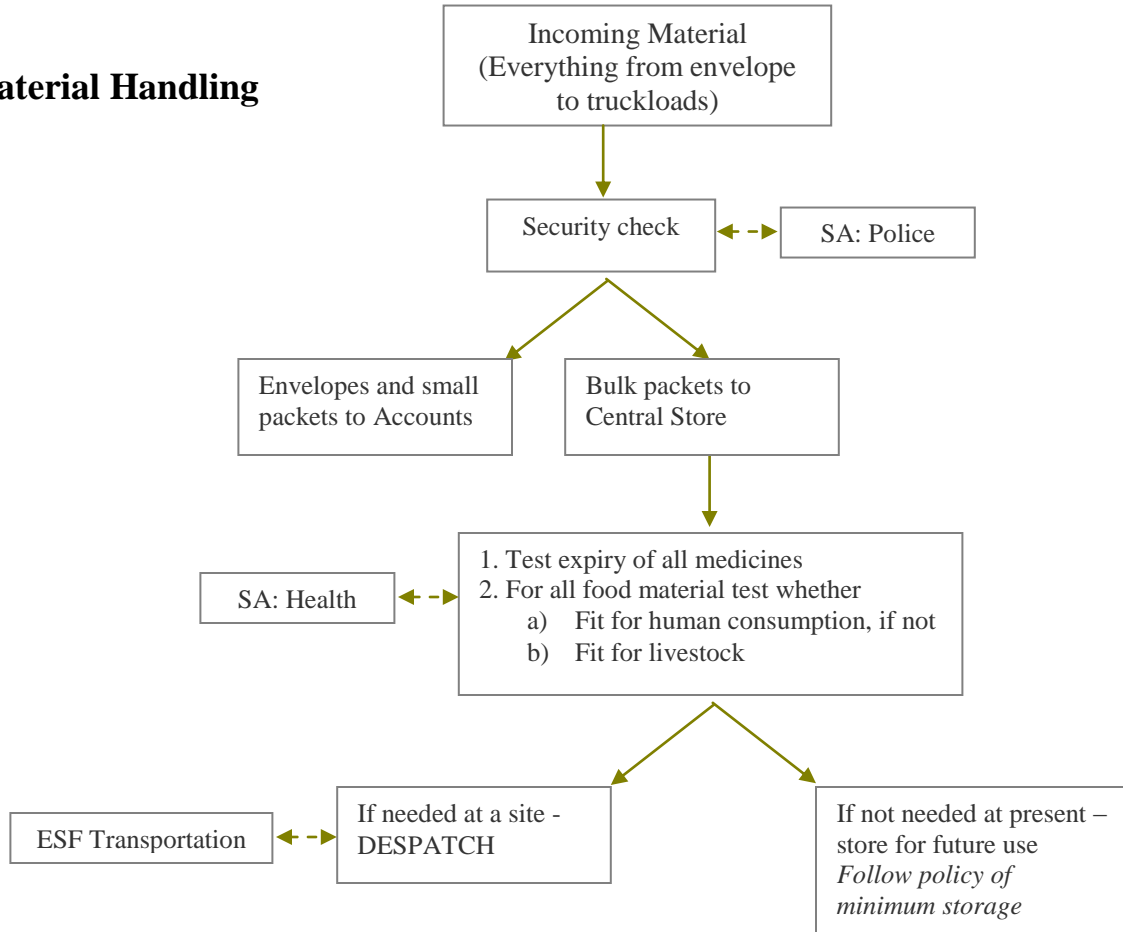 Incoming Material
(Everything from envelope
to truckloads)
aterial Handling
Security check
SA: Police
Envelopes and small
packets to Accounts
Bulk packets to
Central Store
1. Test expiry of all medicines
2. For all food material test whether
a) Fit for human consumption, if not
b) Fit for livestock
SA: Health
If needed at a site -
DESPATCH
ESF Transportation
If not needed at present –
store for future use
Follow policy of
minimum storage